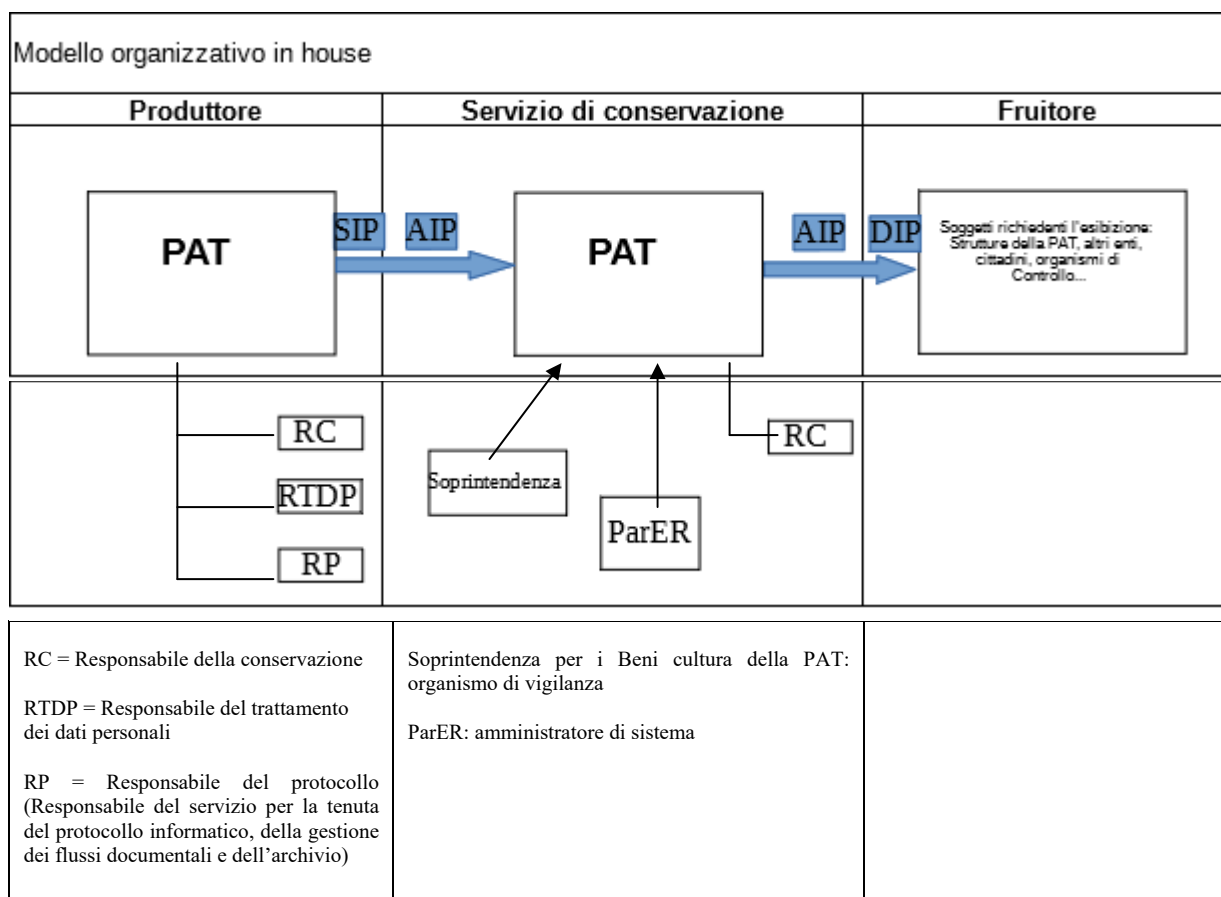 Modello organizzativo in house
Produttore
Servizio di conservazione
Fruitore
PAT
SIP
AIP
PAT
AIP
DIP
Soggetti richiedenti l'esibizione:
Strutture della PAT, altri enti,
cittadini, organismi di
Controllo...
RC
RTDP
RP
Soprintendenza
ParER
RC
RC = Responsabile della conservazione
RTDP = Responsabile del trattamento
dei dati personali
RP = Responsabile del protocollo
(Responsabile del servizio per la tenuta
del protocollo informatico, della gestione
dei flussi documentali e dell’archivio)
Soprintendenza per i Beni cultura della PAT:
organismo di vigilanza
ParER: amministratore di sistema